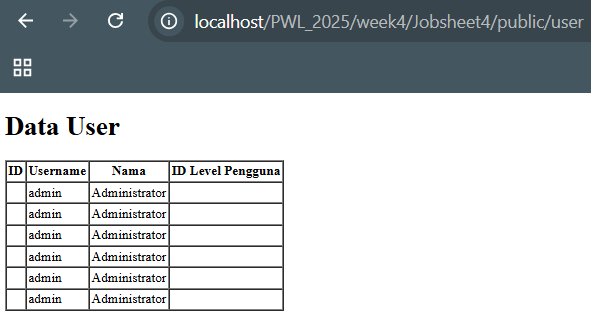 localhost/PWL_2025/week4/Jobsheet4/public/user
Data User
ID Username Nama ID Level Pengguna
admin Administrator
admin Administrator
admin Administrator
admin Administrator
admin Administrator
admin Administrator